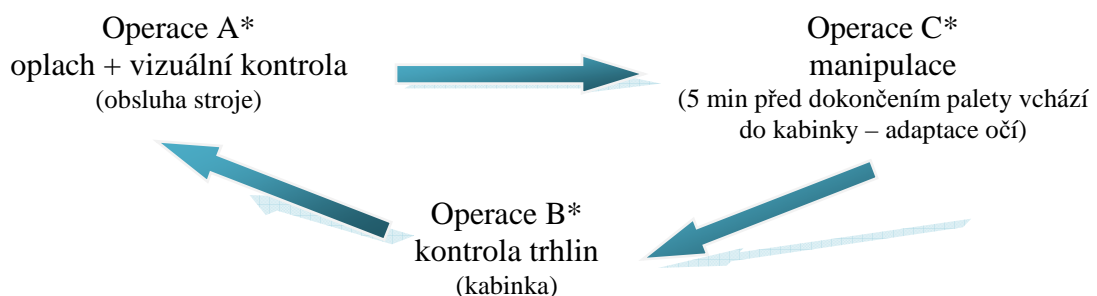 Operace A*
oplach + vizuální kontrola
(obsluha stroje)
Operace C*
manipulace
(5 min před dokončením palety vchází
do kabinky – adaptace očí)
Operace B*
kontrola trhlin
(kabinka)